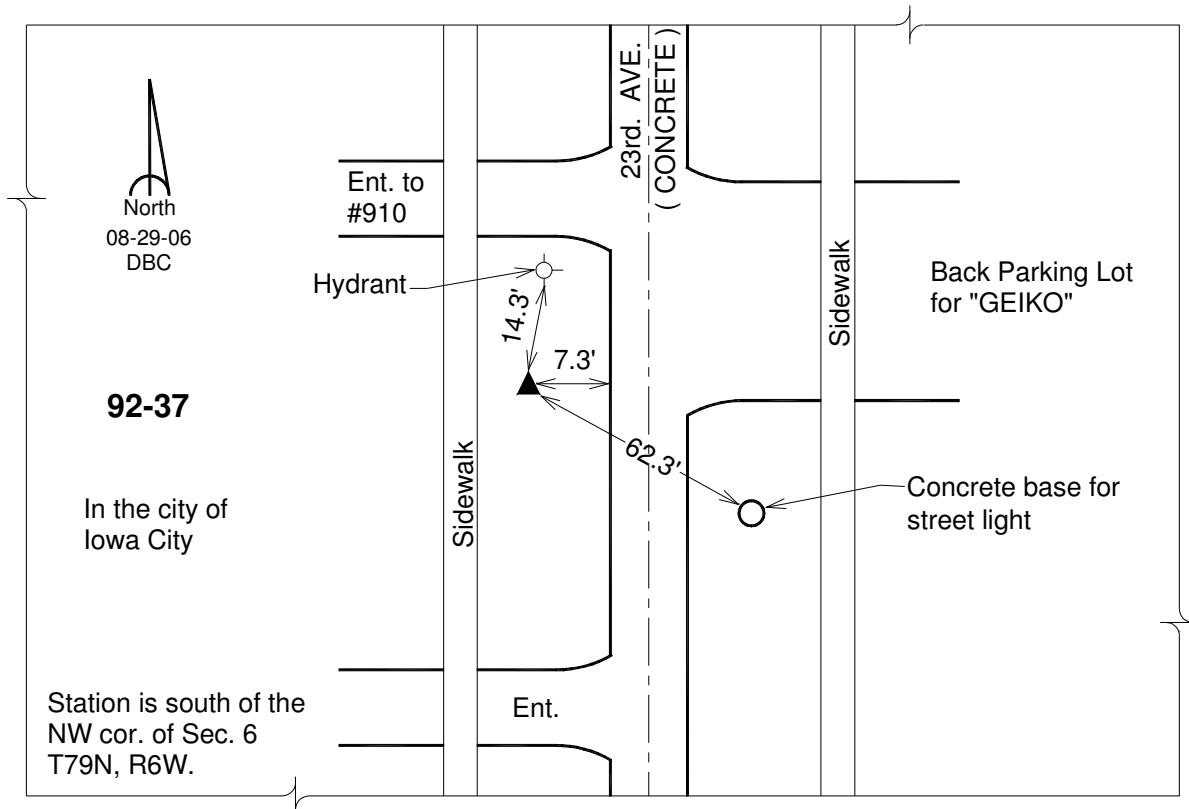 23rd. AVE.
( CONCRETE )
North
08-29-06
DBC
Ent. to
#910
Hydrant
14.3'
7.3'
62.3'
Sidewalk
Back Parking Lot
for "GEIKO"
92-37
Sidewalk
Concrete base for
street light
In the city of
Iowa City
Station is south of the
NW cor. of Sec. 6
T79N, R6W.
Ent.